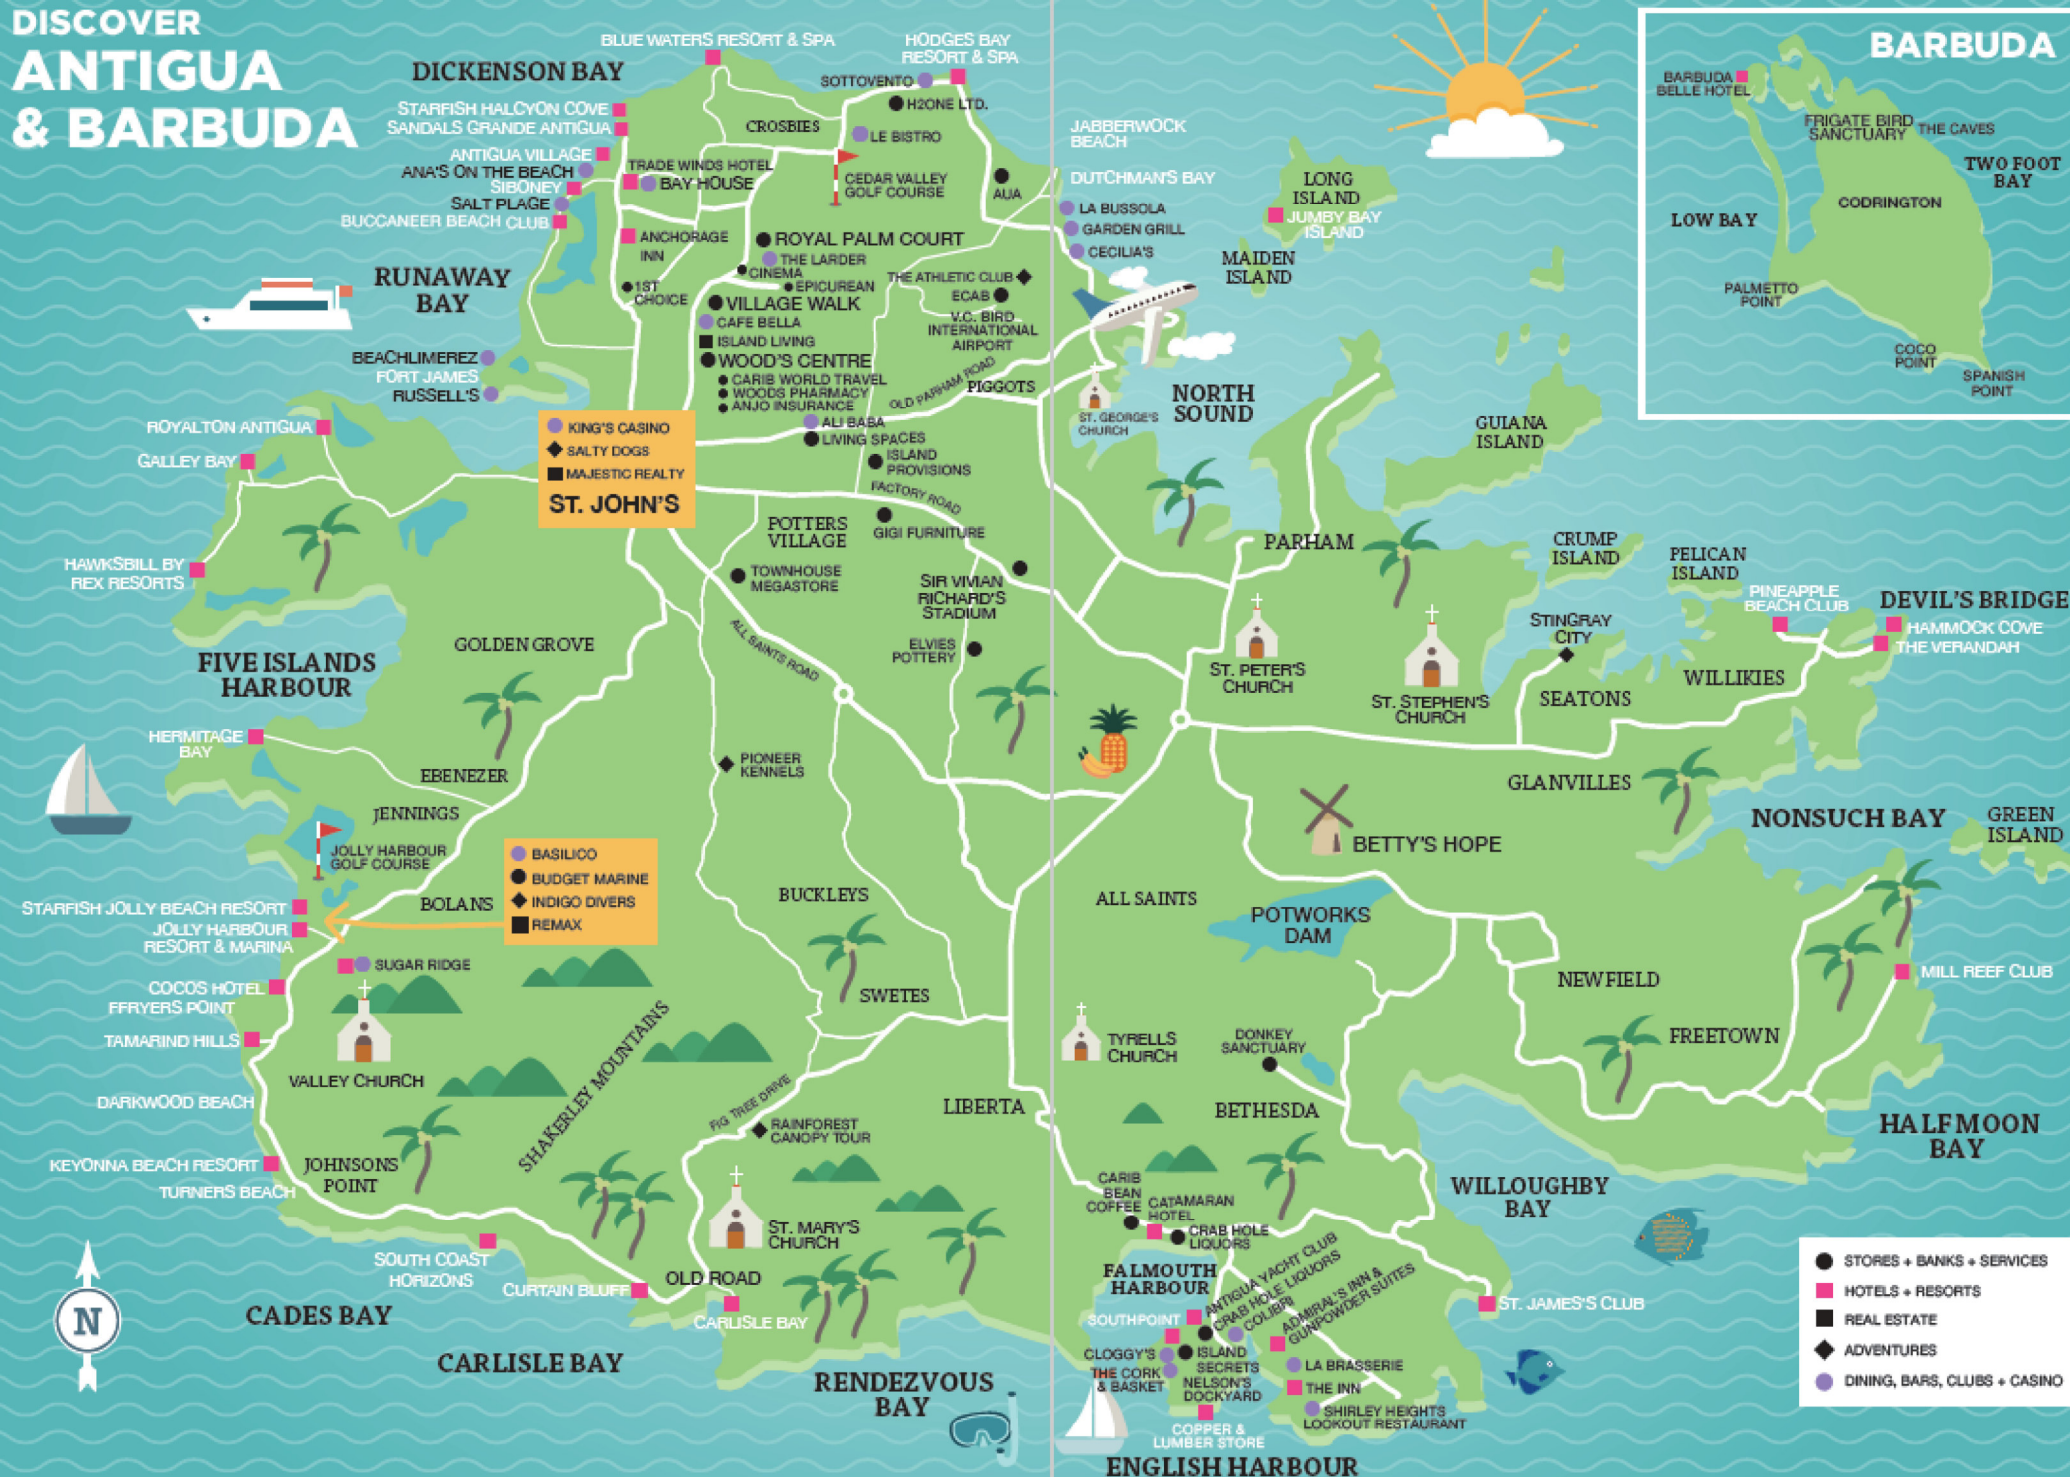 DISCOVER
ANTIGUA
& BARBUDA
BLUE WATERS RESORT & SPA
HODGES BAY
RESORT & SPA
DICKENSON BAY
SOTTOVENTO
H2ONE LTD.
STARFISH HALCYON COVE
SANDALS GRANDE ANTIGUA
CROSBIES
LE BISTRO
ANTIGUA VILLAGE
ANA'S ON THE BEACH
SIBONEY
SALT PLAGE
BUCCANEER BEACH CLUB
TRADE WINDS HOTEL
BAY HOUSE
CEDAR VALLEY
GOLF COURSE
AUA
ANCHORAGE
INN
ROYAL PALM COURT
THE LARDER
CINEMA
EPICUREAN
1ST
CHOICE
VILLAGE WALK
CAFE BELLA
ISLAND LIVING
WOOD'S CENTRE
CARIB WORLD TRAVEL
WOODS PHARMACY
ANJO INSURANCE
THE ATHLETIC CLUB
ECAB
V.C. BIRD
INTERNATIONAL
AIRPORT
OLD PARHAM ROAD
PIGGOTS
RUNAWAY
BAY
BEACHLIMEREZ
FORT JAMES
RUSSELL'S
JABBERWOCK
BEACH
DUTCHMAN'S BAY
LA BUSSOLA
GARDEN GRILL
CECILIA'S
LONG
ISLAND
JUMBY BAY
ISLAND
MAIDEN
ISLAND
BARBUDA
BARBUDA
BELLE HOTEL
FRIGATE BIRD
SANCTUARY
THE CAVES
TWO FOOT
BAY
CODRINGTON
LOW BAY
PALMETTO
POINT
COCO
POINT
SPANISH
POINT
ST. GEORGE'S
CHURCH
NORTH
SOUND
GUIANA
ISLAND
ROYALTON ANTIGUA
GALLEY BAY
KING'S CASINO
SALTY DOGS
MAJESTIC REALTY
ST. JOHN'S
ALI BABA
LIVING SPACES
ISLAND
PROVISIONS
FACTORY ROAD
GIGI FURNITURE
POTTERS
VILLAGE
TOWNHOUSE
MEGASTORE
SIR VIVIAN
RICHARD'S
STADIUM
ELVIES
POTTERY
ALL SAINTS ROAD
HAWKSBILL BY
REX RESORTS
FIVE ISLANDS
HARBOUR
GOLDEN GROVE
PARHAM
CRUMP
ISLAND
PELICAN
ISLAND
PINEAPPLE
BEACH CLUB
DEVIL'S BRIDGE
HAMMOCK COVE
THE VERANDAH
STINGRAY
CITY
ST. PETER'S
CHURCH
ST. STEPHEN'S
CHURCH
SEATONS
WILLIKIES
HERMITAGE
BAY
EBENEZER
JENNINGS
JOLLY HARBOUR
GOLF COURSE
PIONEER
KENNELS
GLANVILLES
BETTY'S HOPE
NONSUCH BAY
GREEN
ISLAND
BASILICO
BUDGET MARINE
INDIGO DIVERS
REMAX
BOLANS
STARFISH JOLLY BEACH RESORT
JOLLY HARBOUR
RESORT & MARINA
SUGAR RIDGE
COCOS HOTEL
FFRYERS POINT
TAMARIND HILLS
VALLEY CHURCH
DARKWOOD BEACH
BUCKLEYS
SWETES
ALL SAINTS
POTWORKS
DAM
NEWFIELD
MILL REEF CLUB
FREETOWN
TYRELLS
CHURCH
DONKEY
SANCTUARY
SHAKERLEY MOUNTAINS
FIG TREE DRIVE
RAINFOREST
CANOPY TOUR
LIBERTA
BETHESDA
HALF MOON
BAY
KEYONNA BEACH RESORT
TURNERS BEACH
JOHNSONS
POINT
ST. MARY'S
CHURCH
CARIB
BEAN
COFFEE
CATAMARAN
HOTEL
CRAB HOLE
LIQUORS
WILLOUGHBY
BAY
SOUTH COAST
HORIZONS
CURTAIN BLUFF
OLD ROAD
CARLISLE BAY
CADES BAY
CARLISLE BAY
RENDEZVOUS
BAY
FALMOUTH
HARBOUR
ANTIGUA YACHT CLUB
CRAB HOLE LIQUORS
COLIBRI
ADMIRAL'S INN &
GUNPOWDER SUITES
SOUTHPOINT
CLOGGY'S
THE CORK
& BASKET
ISLAND
SECRETS
NELSON'S
DOCKYARD
LA BRASSERIE
THE INN
SHIRLEY HEIGHTS
LOOKOUT RESTAURANT
COPPER &
LUMBER STORE
ENGLISH HARBOUR
ST. JAMES'S CLUB
N
STORES + BANKS + SERVICES
HOTELS + RESORTS
REAL ESTATE
ADVENTURES
DINING, BARS, CLUBS + CASINO